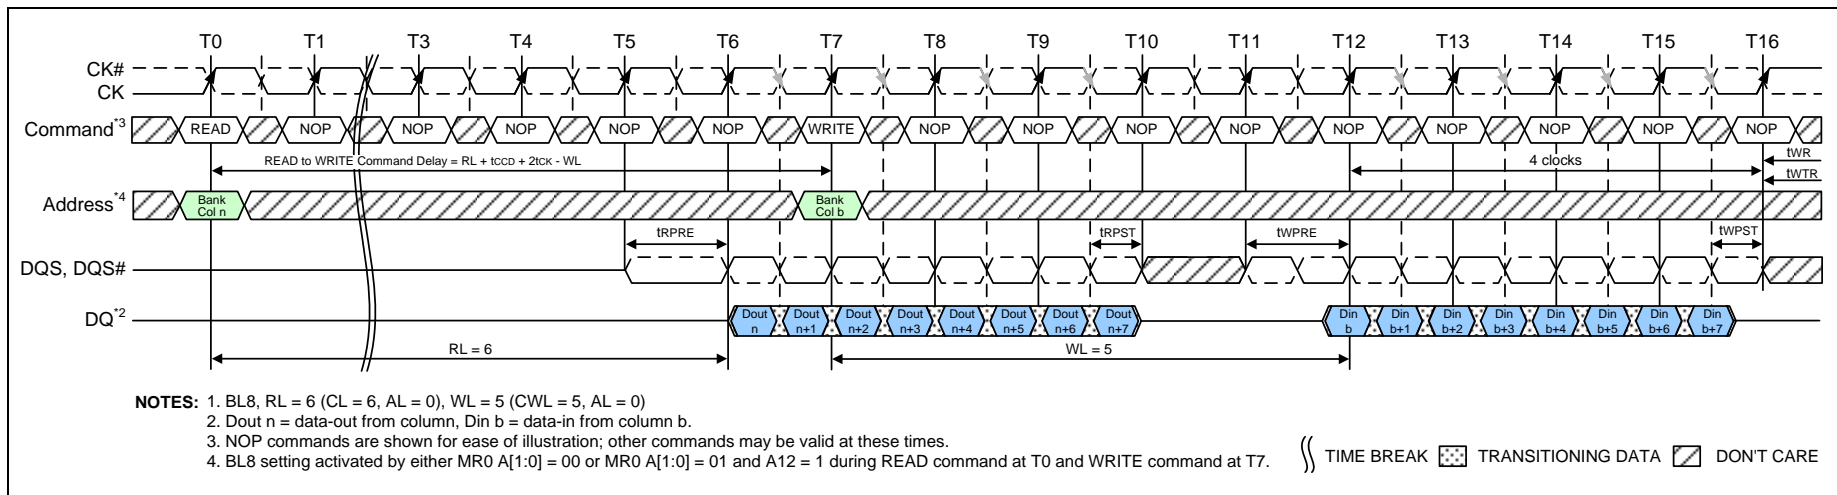 T0 T1 T3 T4 T5 T6 T7 T8 T9 T10 T11 T12 T13 T14 T15 T16
CK#
CK
Command*3 READ NOP NOP NOP NOP NOP WRITE NOP NOP NOP NOP NOP NOP NOP NOP NOP
READ to WRITE Command Delay = RL + tCCD + 2tCK - WL
4 clocks
tWR
tWTR
Address*4
Bank
Col n
Bank
Col b
tRPRE tRPST tWPRE tWPST
DQS, DQS#
DQ*2
Dout
n
Dout
n+1
Dout
n+2
Dout
n+3
Dout
n+4
Dout
n+5
Dout
n+6
Dout
n+7
Din
b
Din
b+1
Din
b+2
Din
b+3
Din
b+4
Din
b+5
Din
b+6
Din
b+7
RL = 6 WL = 5
NOTES: 1. BL8, RL = 6 (CL = 6, AL = 0), WL = 5 (CWL = 5, AL = 0)
2. Dout n = data-out from column, Din b = data-in from column b.
3. NOP commands are shown for ease of illustration; other commands may be valid at these times.
4. BL8 setting activated by either MR0 A[1:0] = 00 or MR0 A[1:0] = 01 and A12 = 1 during READ command at T0 and WRITE command at T7.
TIME BREAK TRANSITIONING DATA DON'T CARE